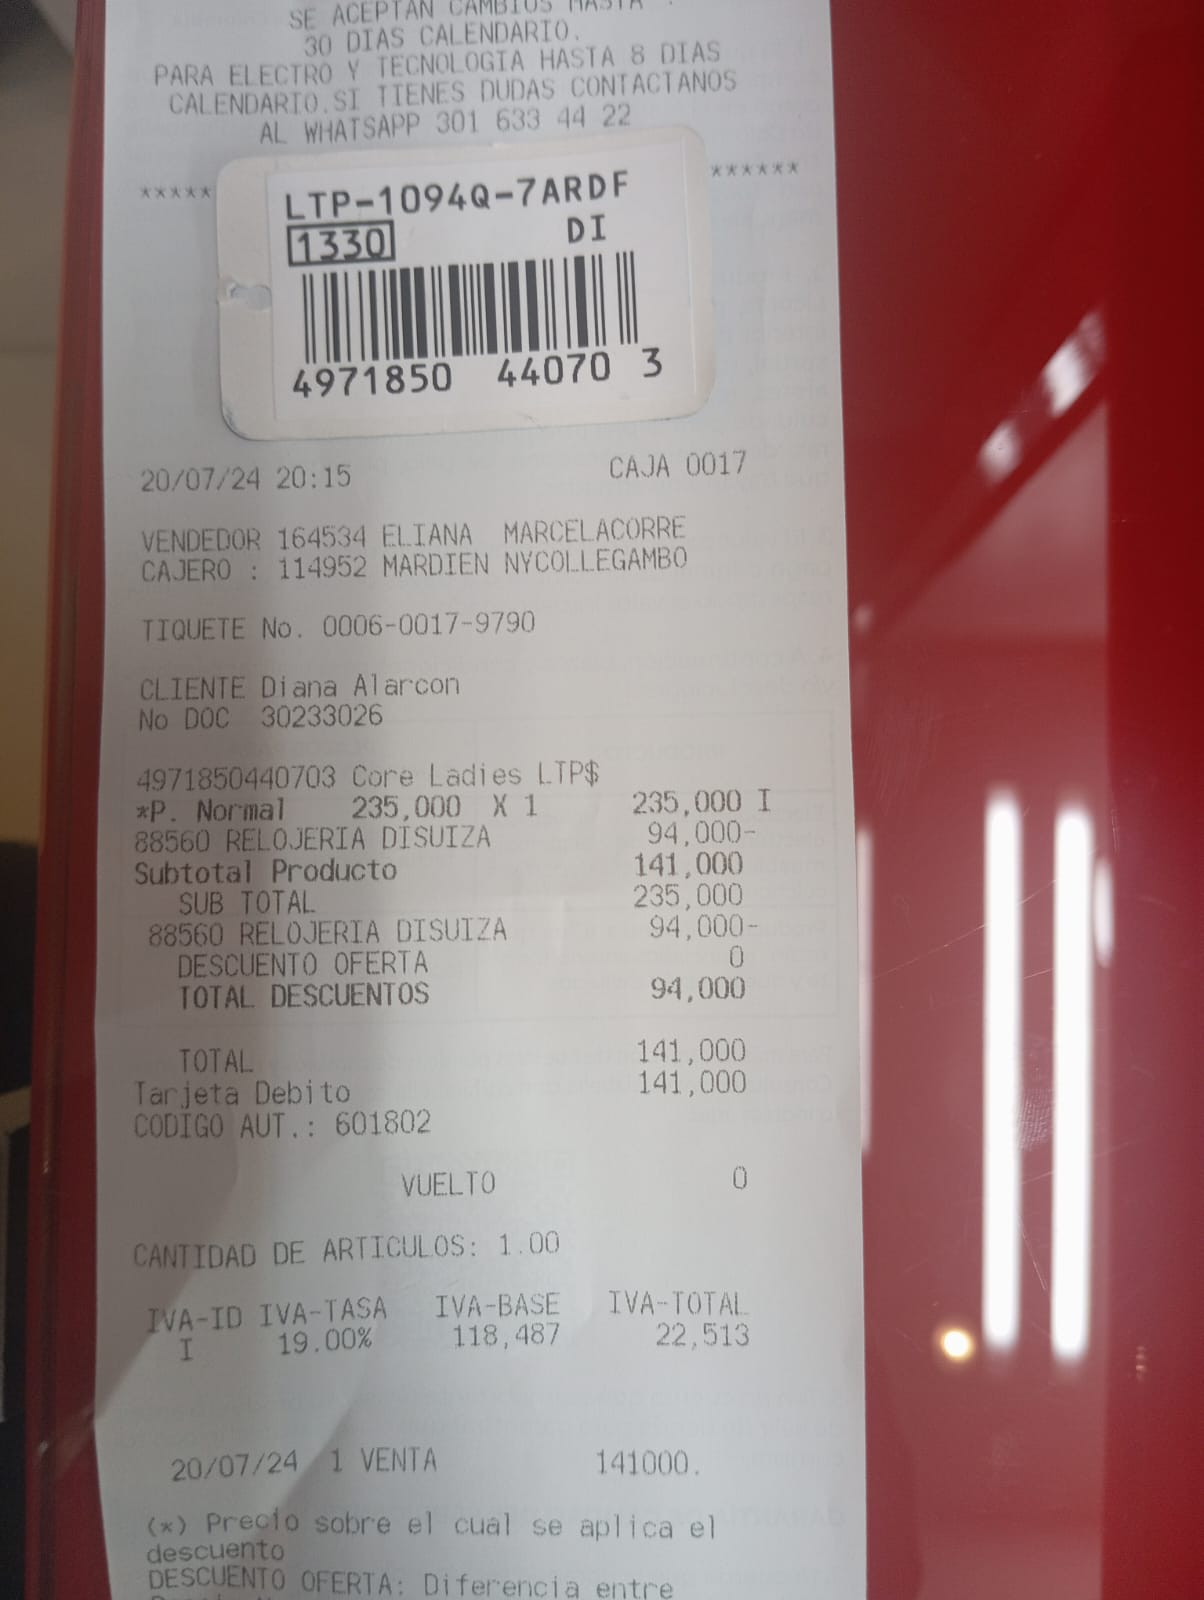 SE ACEPTAN CAMBIOS HASTA
30 DIAS CALENDARIO.
PARA ELECTRO Y TECNOLOGIA HASTA 8 DIAS
CALENDARIO.SI TIENES DUDAS CONTACTANOS
AL WHATSAPP 301 633 44 22
***** ******
LTP-1094Q-7ARDF
1330 DI
4971850 44070 3
20/07/24 20:15 CAJA 0017
VENDEDOR 164534 ELIANA MARCELACORRE
CAJERO : 114952 MARDIEN NYCOLLEGAMBO
TIQUETE No. 0006-0017-9790
CLIENTE Diana Alarcon
No DOC 30233026
4971850440703 Core Ladies LTP$
*P. Normal 235,000 X 1 235,000 I
88560 RELOJERIA DISUIZA 94,000-
Subtotal Producto 141,000
SUB TOTAL 235,000
88560 RELOJERIA DISUIZA 94,000-
DESCUENTO OFERTA 0
TOTAL DESCUENTOS 94,000
TOTAL 141,000
Tarjeta Debito 141,000
CODIGO AUT.: 601802
VUELTO 0
CANTIDAD DE ARTICULOS: 1.00
IVA-ID IVA-TASA IVA-BASE IVA-TOTAL
I 19.00% 118,487 22,513
20/07/24 1 VENTA 141000.
(*) Precio sobre el cual se aplica el
descuento
DESCUENTO OFERTA: Diferencia entre